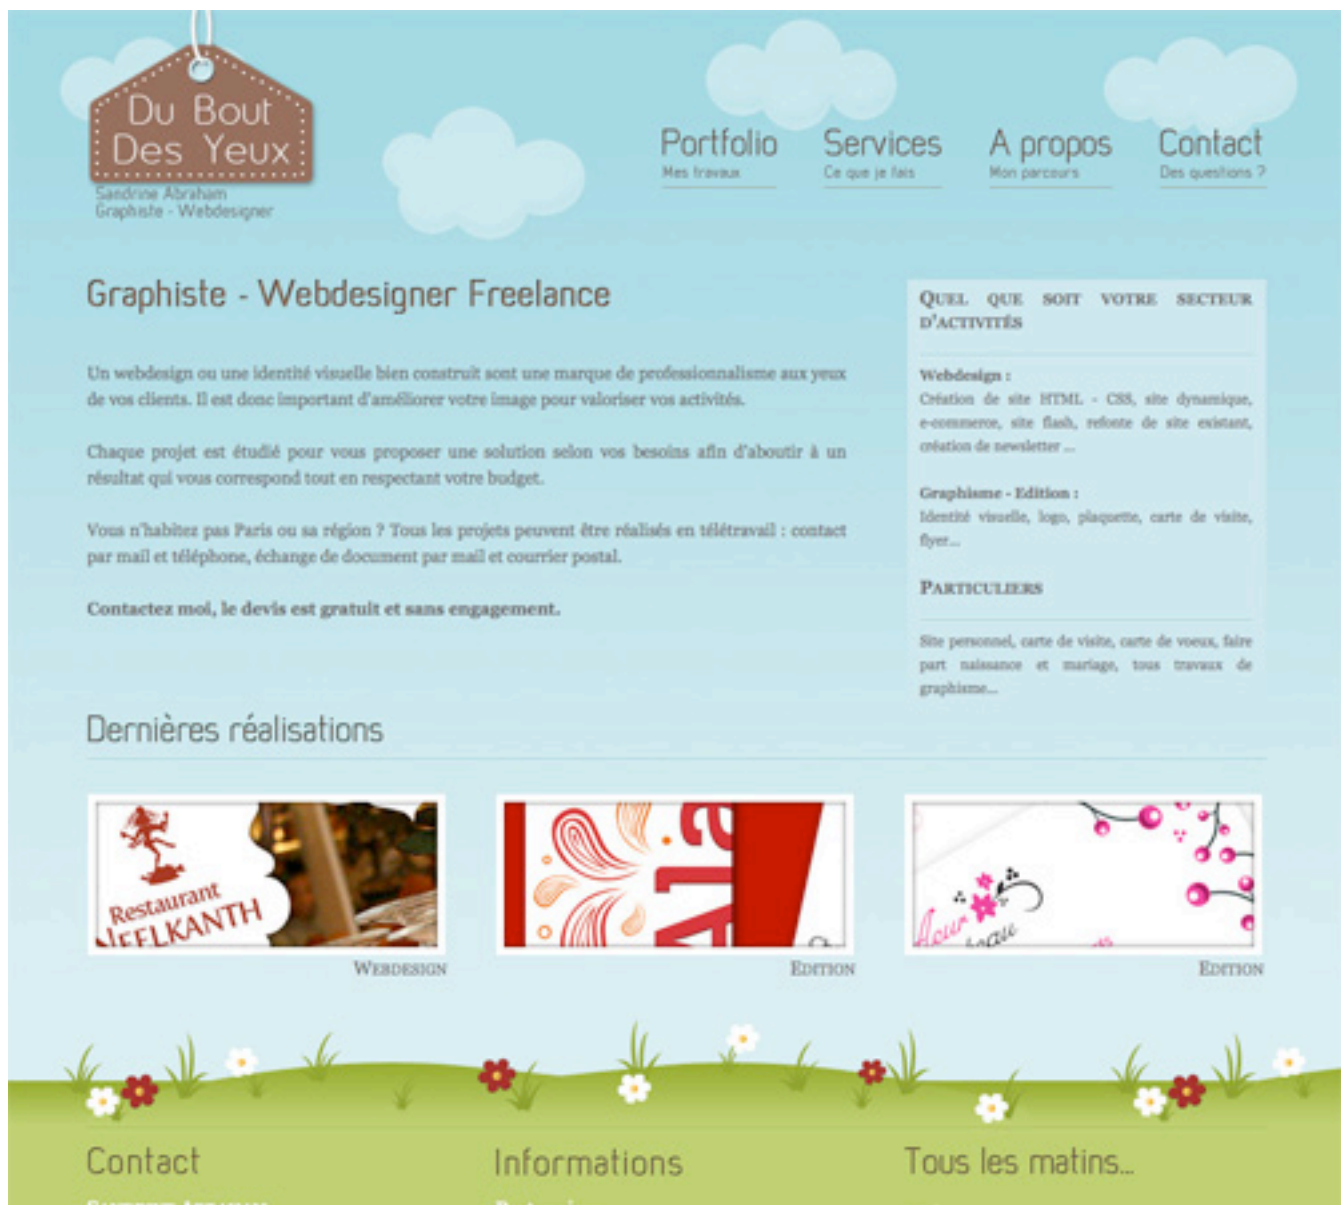 Du Bout
Des Yeux
Sandrine Abraham
Graphiste - Webdesigner
Portfolio
Mes travaux
Services
Ce que je fais
A propos
Mon parcours
Contact
Des questions ?
Graphiste - Webdesigner Freelance
Un webdesign ou une identité visuelle bien construit sont une marque de professionnalisme aux yeux
de vos clients. Il est donc important d'améliorer votre image pour valoriser vos activités.
Chaque projet est étudié pour vous proposer une solution selon vos besoins afin d'aboutir à un
résultat qui vous correspond tout en respectant votre budget.
Vous n'habitez pas Paris ou sa région ? Tous les projets peuvent être réalisés en télétravail : contact
par mail et téléphone, échange de document par mail et courrier postal.
Contactez moi, le devis est gratuit et sans engagement.
QUEL QUE SOIT VOTRE SECTEUR
D'ACTIVITÉS
Webdesign :
Création de site HTML - CSS, site dynamique,
e-commerce, site flash, refonte de site existant,
création de newsletter ...
Graphisme - Edition :
Identité visuelle, logo, plaquette, carte de visite,
flyer...
PARTICULIERS
Site personnel, carte de visite, carte de voeux, faire
part naissance et mariage, tous travaux de
graphisme...
Dernières réalisations
Restaurant
NEELKANTH
WEBDESIGN
Ala
EDITION
fleur
EDITION
Contact
Informations
Tous les matins...